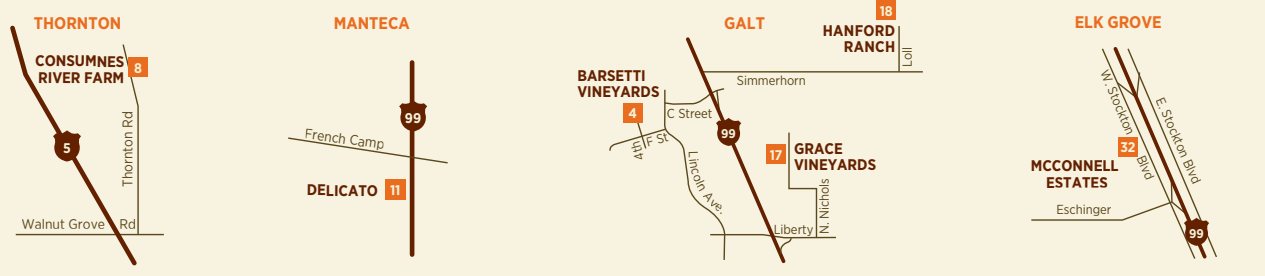 THORNTON
CONSUMNES
RIVER FARM
8
5
Thornton Rd
Walnut Grove Rd
MANTECA
99
French Camp
DELICATO
11
GALT
18
HANFORD
RANCH
Loll
Simmerhorn
BARSETTI
VINEYARDS
4
C Street
F St
4th
99
17
GRACE
VINEYARDS
Lincoln Ave.
N. Nichols
Liberty
ELK GROVE
W. Stockton Blvd
E. Stockton Blvd
32
MCCONNELL
ESTATES
Eschinger
99